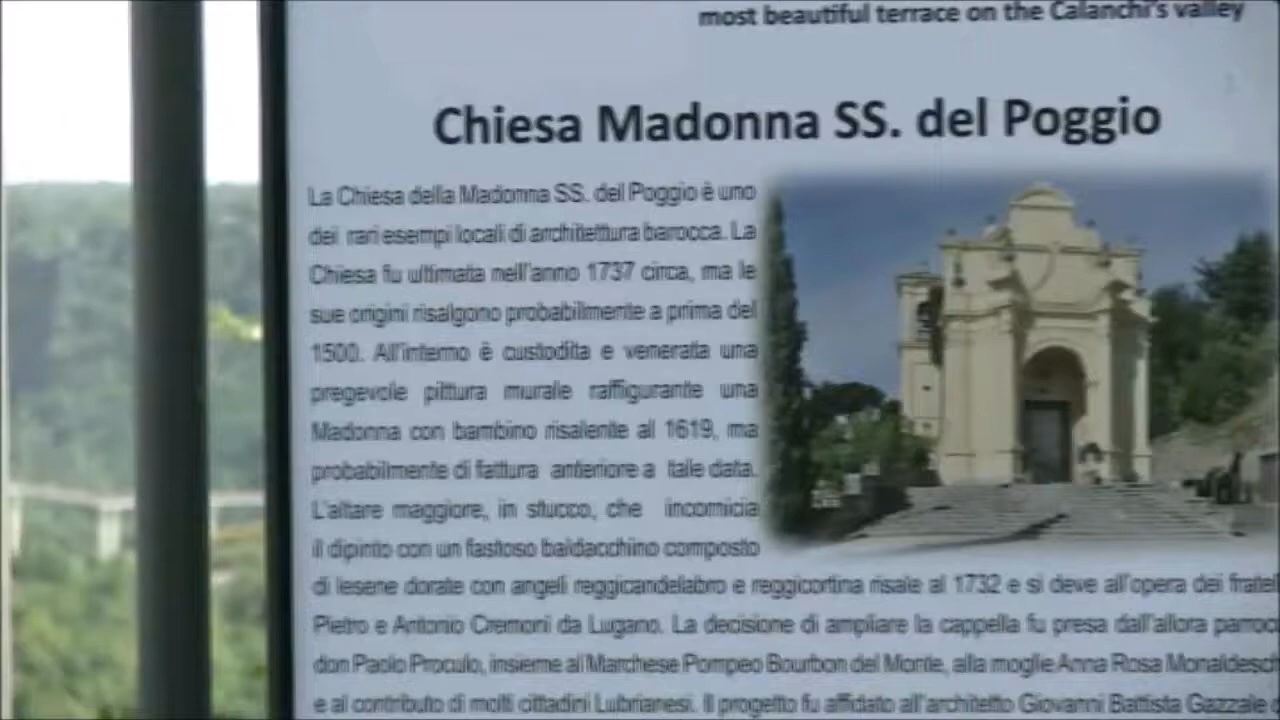 most beautiful terrace on the Calanchi's valley
Chiesa Madonna SS. del Poggio
La Chiesa della Madonna SS. del Poggio è uno
dei rari esempi locali di architettura barocca. La
Chiesa fu ultimata nell'anno 1737 circa, ma le
sue origini risalgono probabilmente a prima del
1500. All'interno è custodita e venerata una
pregevole pittura murale raffigurante una
Madonna con bambino risalente al 1619, ma
probabilmente di fattura anteriore a tale data.
L'altare maggiore, in stucco, che incornicia
il dipinto con un fastoso baldacchino composto
di lesene dorate con angeli reggicandelabro e reggicortina risale al 1732 e si deve all'opera dei fratel
Pietro e Antonio Cremoni da Lugano. La decisione di ampliare la cappella fu presa dall'allora parroc
don Paolo Proculo, insieme al Marchese Pompeo Bourbon del Monte, alla moglie Anna Rosa Monaldesch
e al contributo di molti cittadini Lubrianesi. Il progetto fu affidato all'architetto Giovanni Battista Gazzale